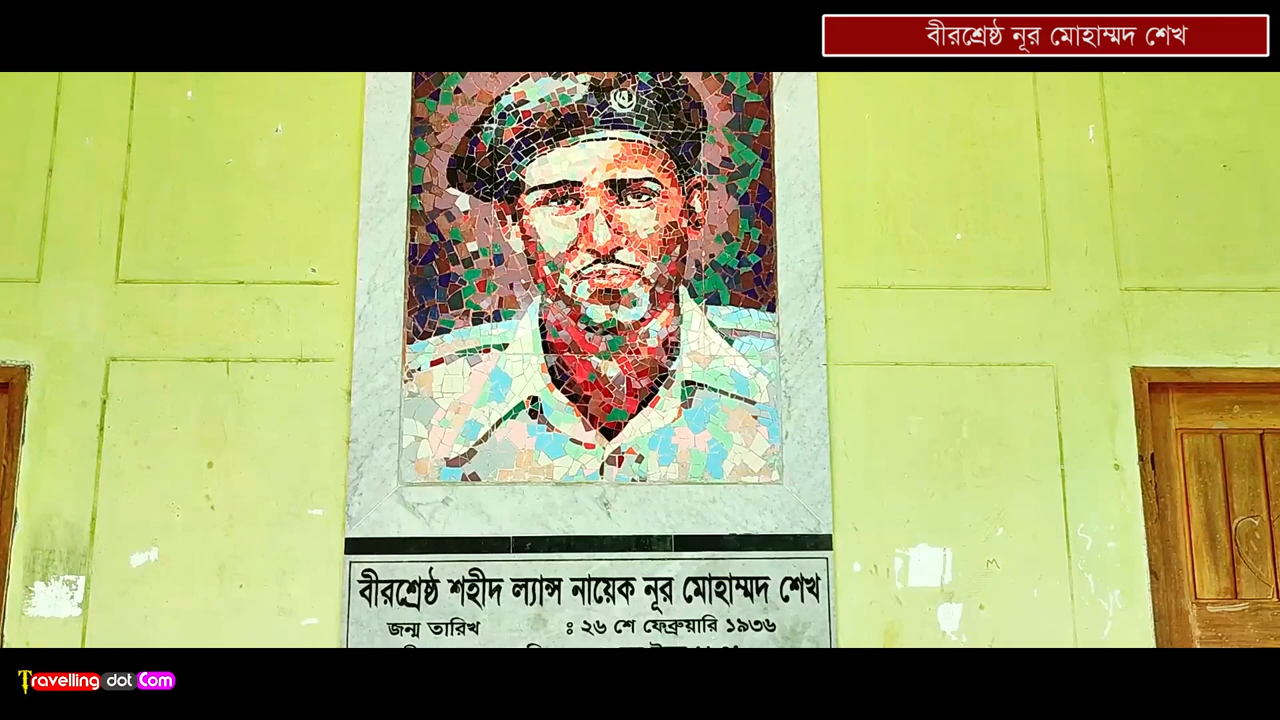 বীরশ্রেষ্ঠ নূর মোহাম্মদ শেখ
বীরশ্রেষ্ঠ শহীদ ল্যান্স নায়েক নূর মোহাম্মদ শেখ
জন্ম তারিখ : ২৬ শে ফেব্রুয়ারি ১৯৩৬
Travelling dot Com